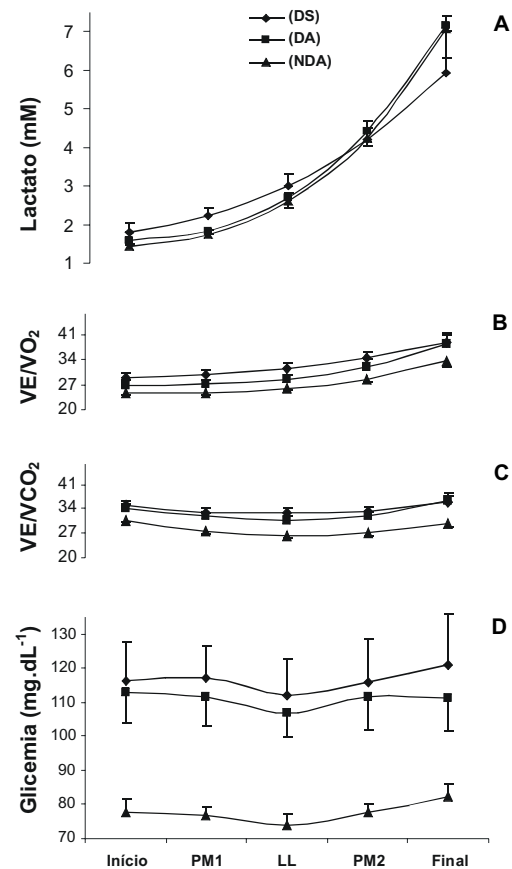 (DS)
(DA)
(NDA)
A
Lactato (mM)
7
6
5
4
3
2
1
B
VE/VO₂
41
34
27
20
C
VE/VCO₂
41
34
27
20
D
Glicemia (mg.dL⁻¹)
130
120
110
100
90
80
70
Início PM1 LL PM2 Final